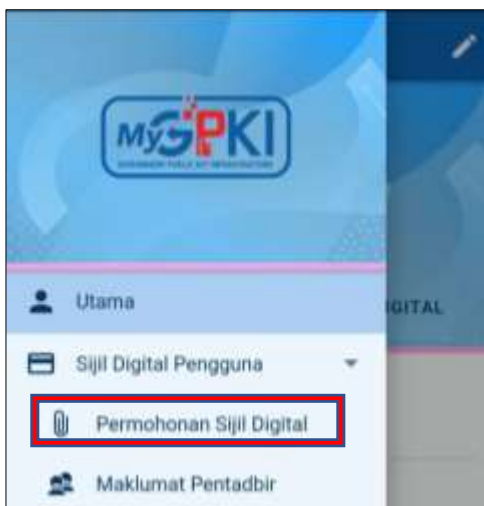 MyGPKI
Utama
IGITAL
Sijil Digital Pengguna
Permohonan Sijil Digital
Maklumat Pentadbir